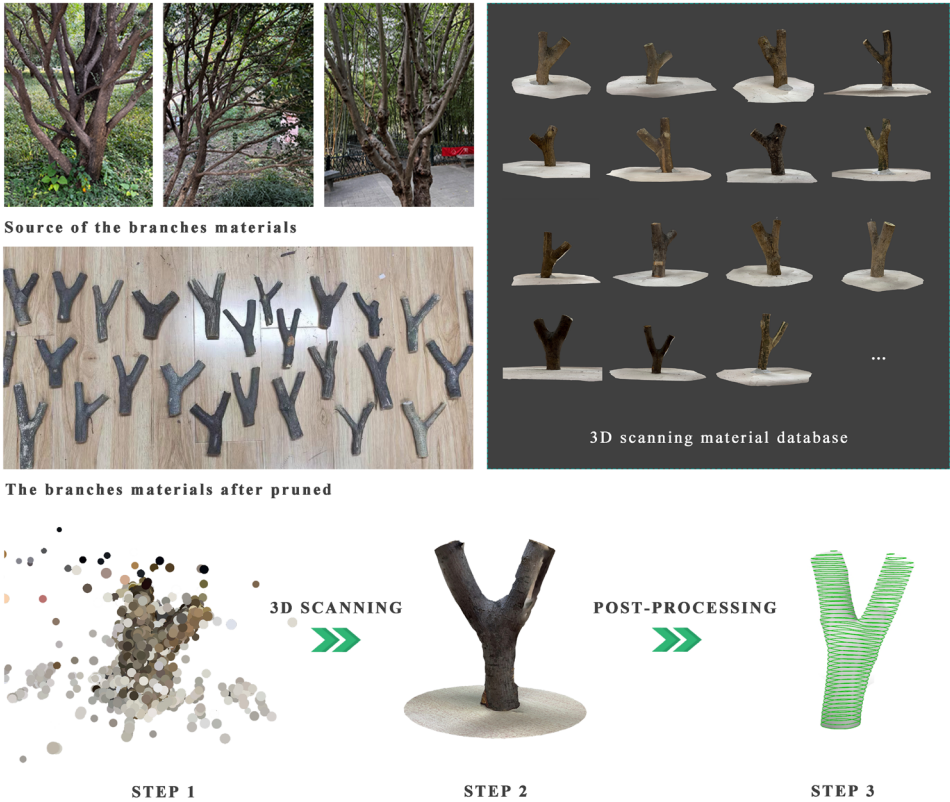 Source of the branches materials
The branches materials after pruned
...
3D scanning material database
3D SCANNING
POST-PROCESSING
STEP 1
STEP 2
STEP 3